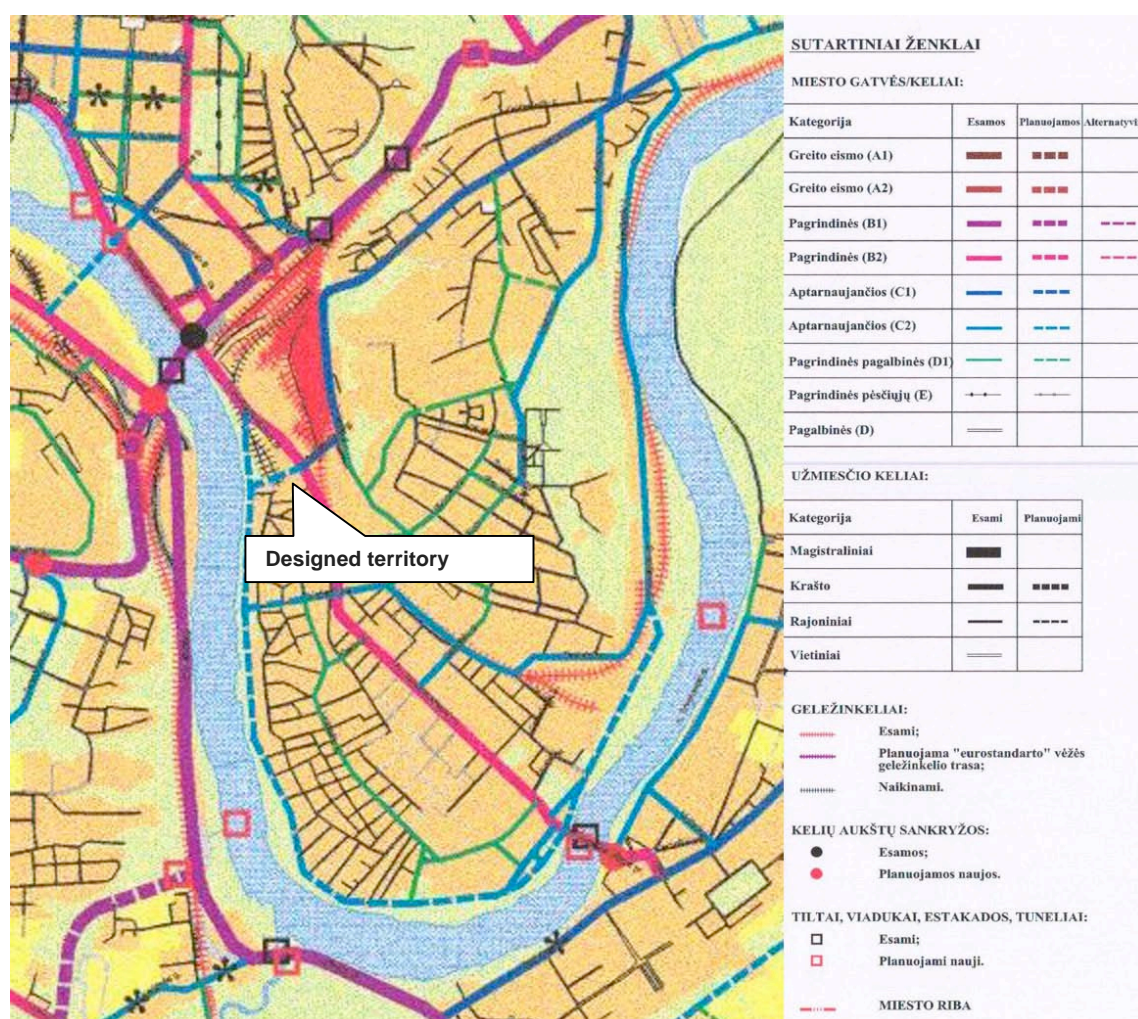 Designed territory
SUTARTINIAI ŽENKLAI
MIESTO GATVĖS/KELIAI:
Kategorija Esamos Planuojamos Alternatyvi
Greito eismo (A1)
Greito eismo (A2)
Pagrindinės (B1)
Pagrindinės (B2)
Aptarnaujančios (C1)
Aptarnaujančios (C2)
Pagrindinės pagalbinės (D1)
Pagrindinės pėsčiųjų (E)
Pagalbinės (D)
UŽMIESČIO KELIAI:
Kategorija Esami Planuojami
Magistraliniai
Krašto
Rajoniniai
Vietiniai
GELEŽINKELIAI:
Esami;
Planuojama "eurostandarto" vėžės
geležinkelio trasa;
Naikinami.
KELIŲ AUKŠTŲ SANKRYŽOS:
Esamos;
Planuojamos naujos.
TILTAI, VIADUKAI, ESTAKADOS, TUNELIAI:
Esami;
Planuojami nauji.
MIESTO RIBA